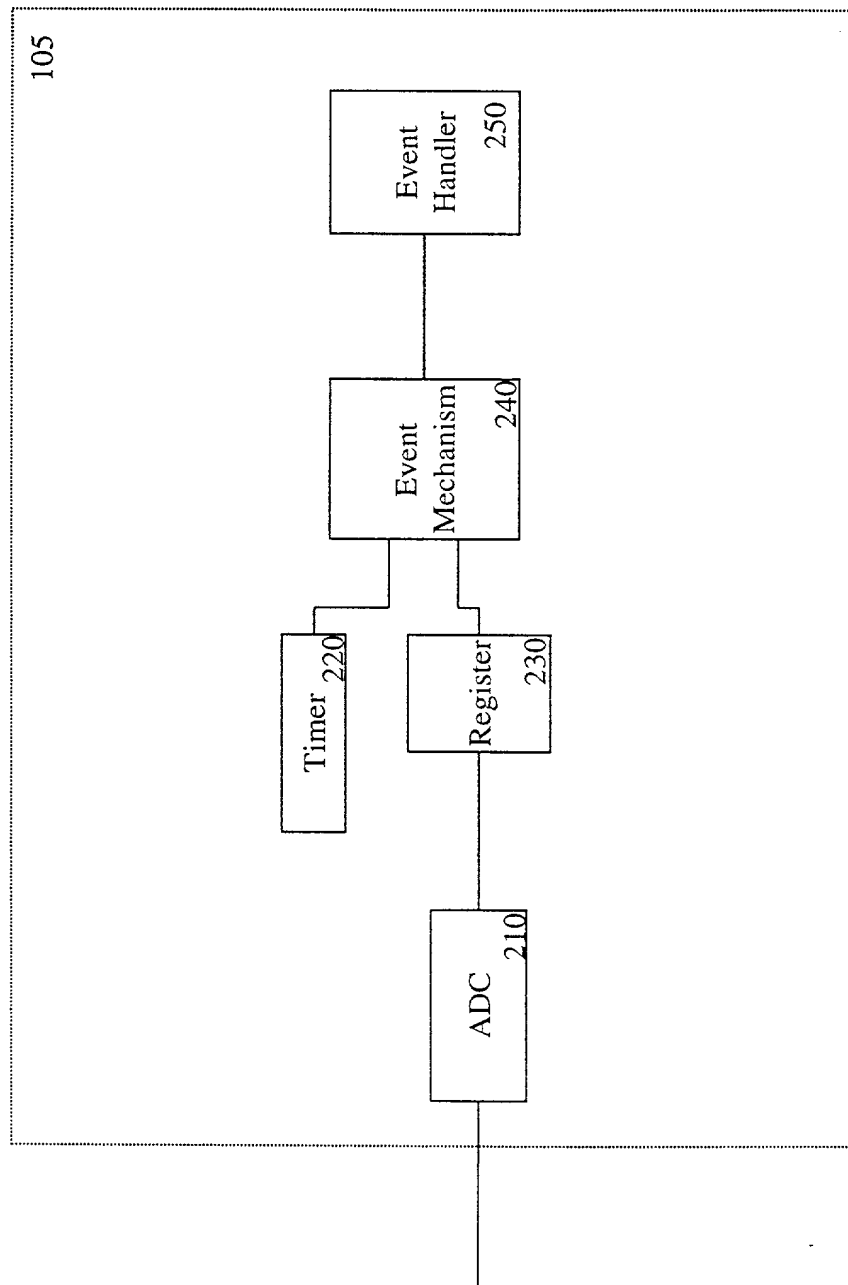 105
Timer
220
ADC
210
Register
230
Event
Mechanism
240
Event
Handler
250